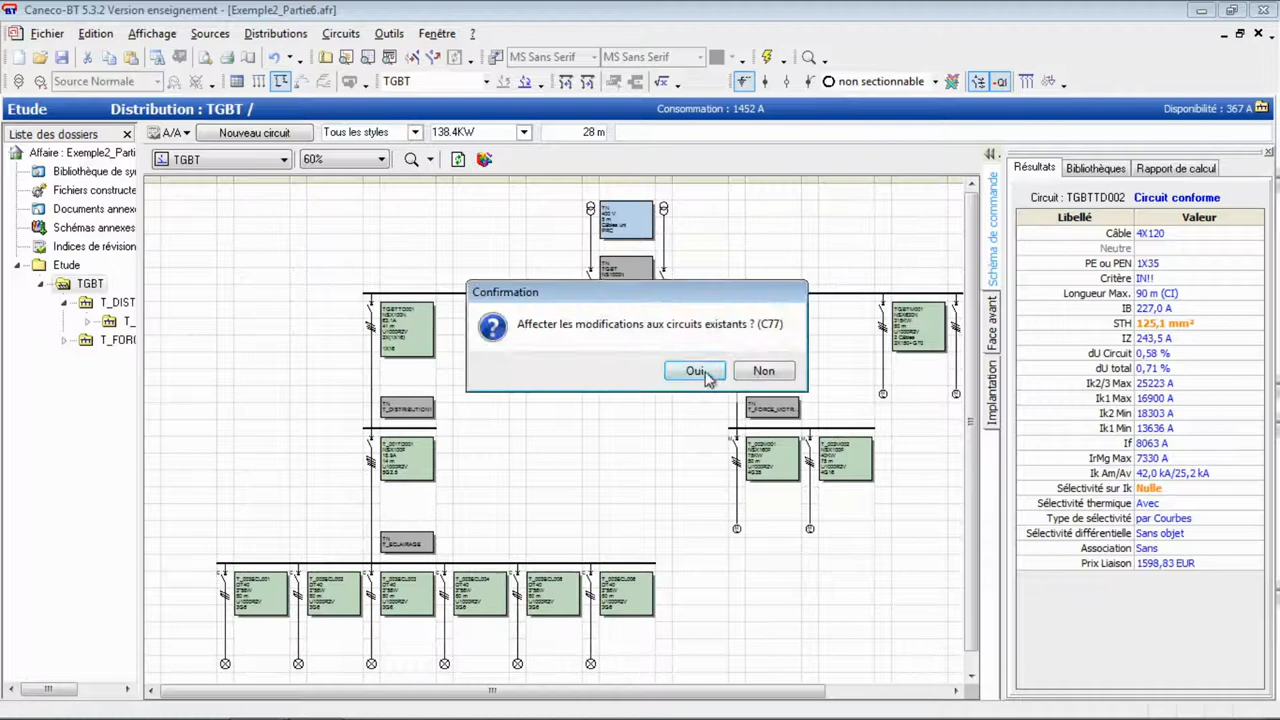 Caneco-BT 5.3.2 Version enseignement - [Exemple2_Partie6.afr]
Fichier Edition Affichage Sources Distributions Circuits Outils Fenêtre ?
MS Sans Serif MS Sans Serif
Source Normale TGBT non sectionnable
Etude Distribution : TGBT / Consommation : 1452 A Disponibilité : 367 A
Liste des dossiers A/A Nouveau circuit Tous les styles 138.4KW 28 m
Affaire : Exemple2_Parti
Bibliothèque de sy
Fichiers constructe
Documents annex
Schémas annexes
Indices de révision
Etude
TGBT
T_DIST
T_
T_FORC
TGBT 60%
Confirmation
Affecter les modifications aux circuits existants ? (C77)
Oui Non
Schéma de commande
Face avant
Implantation
Résultats Bibliothèques Rapport de calcul
Circuit : TGBTTD002 Circuit conforme
Libellé Valeur
Câble 4X120
Neutre
PE ou PEN 1X35
Critère IN!!
Longueur Max. 90 m (CI)
IB 227,0 A
STH 125,1 mm²
IZ 243,5 A
dU Circuit 0,58 %
dU total 0,71 %
Ik2/3 Max 25223 A
Ik1 Max 16900 A
Ik2 Min 18303 A
Ik1 Min 13636 A
If 8063 A
IrMg Max 7330 A
Ik Am/Av 42,0 kA/25,2 kA
Sélectivité sur Ik Nulle
Sélectivité thermique Avec
Type de sélectivité par Courbes
Sélectivité différentielle Sans objet
Association Sans
Prix Liaison 1598,83 EUR